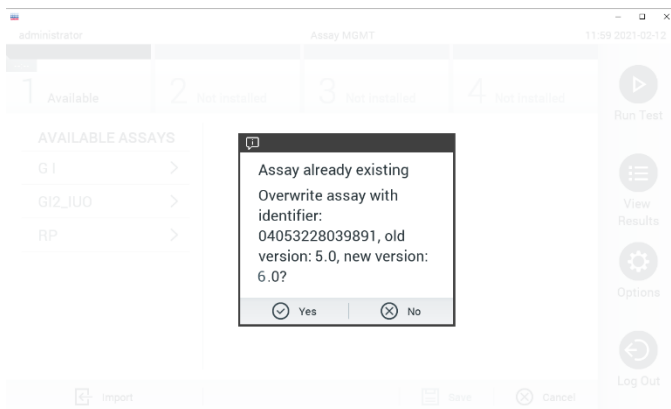 administrator Assay MGMT 11:59 2021-02-12
1 Available 2 Not Installed 3 Not Installed 4 Not Installed
Run Test
AVAILABLE ASSAYS
G I
GI2_IUO
RP
Assay already existing
Overwrite assay with
identifier:
04053228039891, old
version: 5.0, new version:
6.0?
Yes No
View
Results
Options
Log Out
Import Save Cancel